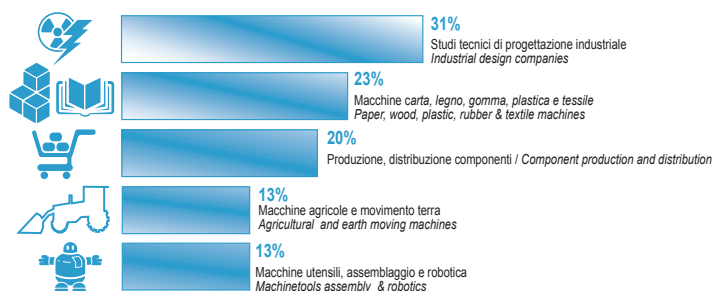 31%
Studi tecnici di progettazione industriale
Industrial design companies
23%
Macchine carta, legno, gomma, plastica e tessile
Paper, wood, plastic, rubber & textile machines
20%
Produzione, distribuzione componenti / Component production and distribution
13%
Macchine agricole e movimento terra
Agricultural and earth moving machines
13%
Macchine utensili, assemblaggio e robotica
Machinetools assembly & robotics